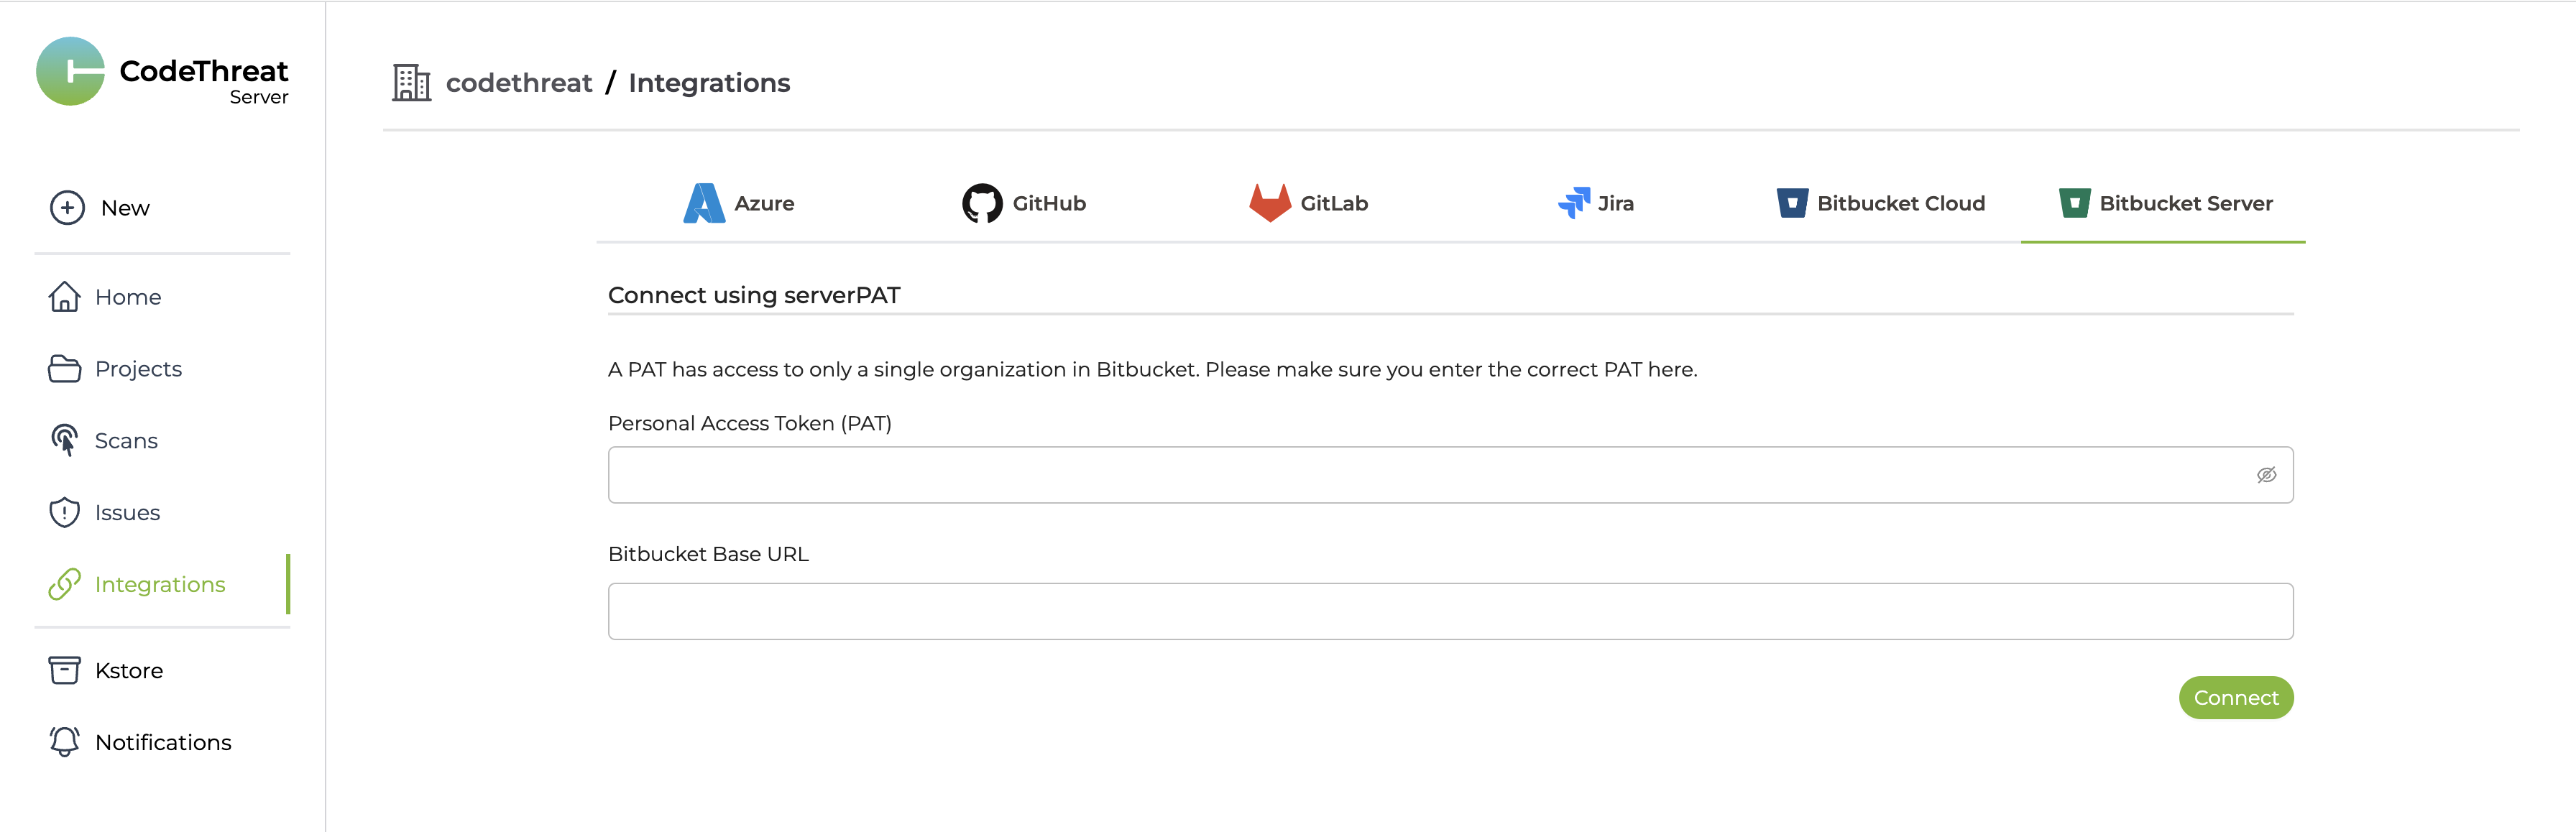 CodeThreat
Server
New
Home
Projects
Scans
Issues
Integrations
Kstore
Notifications
codethreat / Integrations
Azure GitHub GitLab Jira Bitbucket Cloud Bitbucket Server
Connect using serverPAT
A PAT has access to only a single organization in Bitbucket. Please make sure you enter the correct PAT here.
Personal Access Token (PAT)
Bitbucket Base URL
Connect